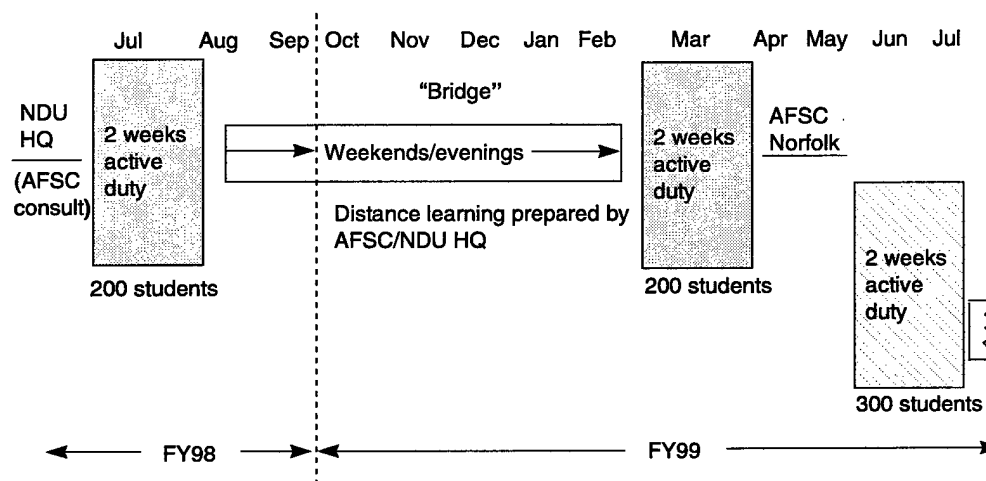 Jul Aug Sep Oct Nov Dec Jan Feb Mar Apr May Jun Jul
NDU
HQ
(AFSC
consult)
2 weeks
active
duty
200 students
“Bridge”
Weekends/evenings
Distance learning prepared by
AFSC/NDU HQ
2 weeks
active
duty
200 students
AFSC
Norfolk
2 weeks
active
duty
300 students
FY98
FY99